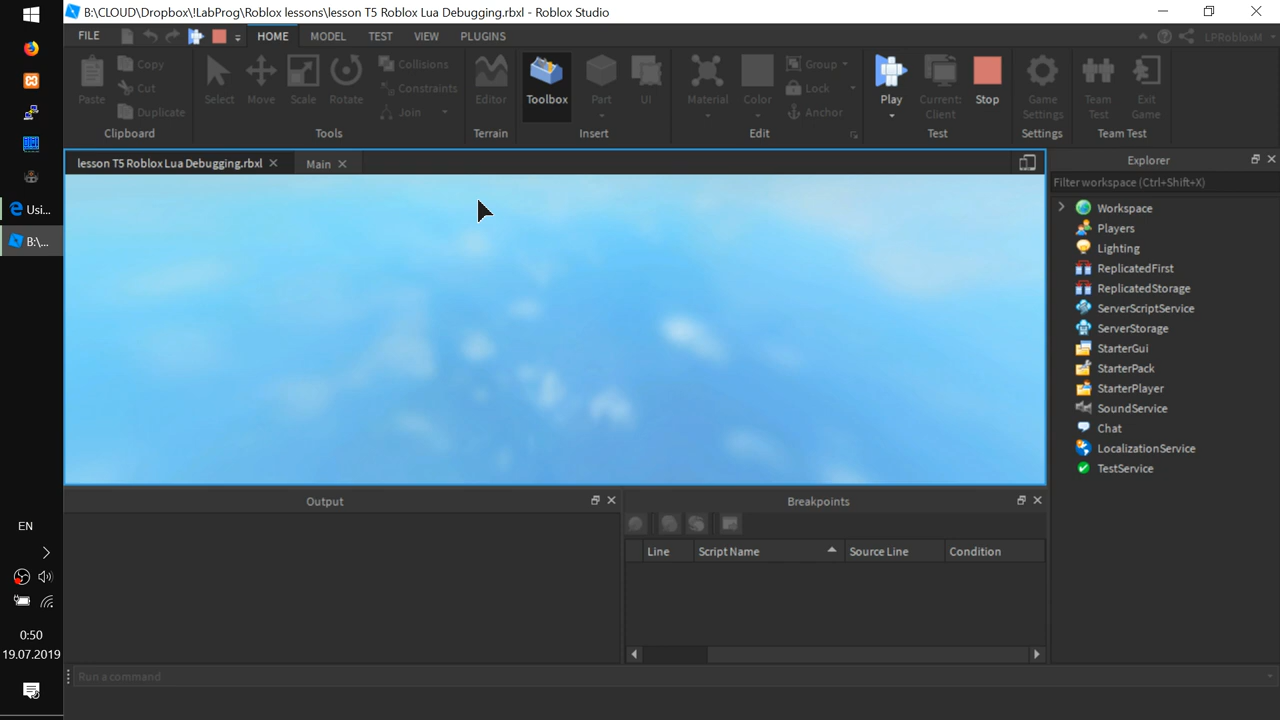 B:\CLOUD\Dropbox\!LabProg\Roblox lessons\lesson T5 Roblox Lua Debugging.rbxl - Roblox Studio
FILE HOME MODEL TEST VIEW PLUGINS LPRobloxM
Paste
Copy
Cut
Duplicate
Clipboard
Select
Move
Scale
Rotate
Collisions
Constraints
Join
Tools
Editor
Terrain
Toolbox
Part
UI
Insert
Material
Color
Group
Lock
Anchor
Edit
Play
Current:
Client
Stop
Test
Game
Settings
Settings
Team
Test
Exit
Game
Team Test
lesson T5 Roblox Lua Debugging.rbxl
Main
Explorer
Filter workspace (Ctrl+Shift+X)
Workspace
Players
Lighting
ReplicatedFirst
ReplicatedStorage
ServerScriptService
ServerStorage
StarterGui
StarterPack
StarterPlayer
SoundService
Chat
LocalizationService
TestService
Output
Breakpoints
Line Script Name Source Line Condition
Run a command
Usi...
B:\...
EN
0:50
19.07.2019